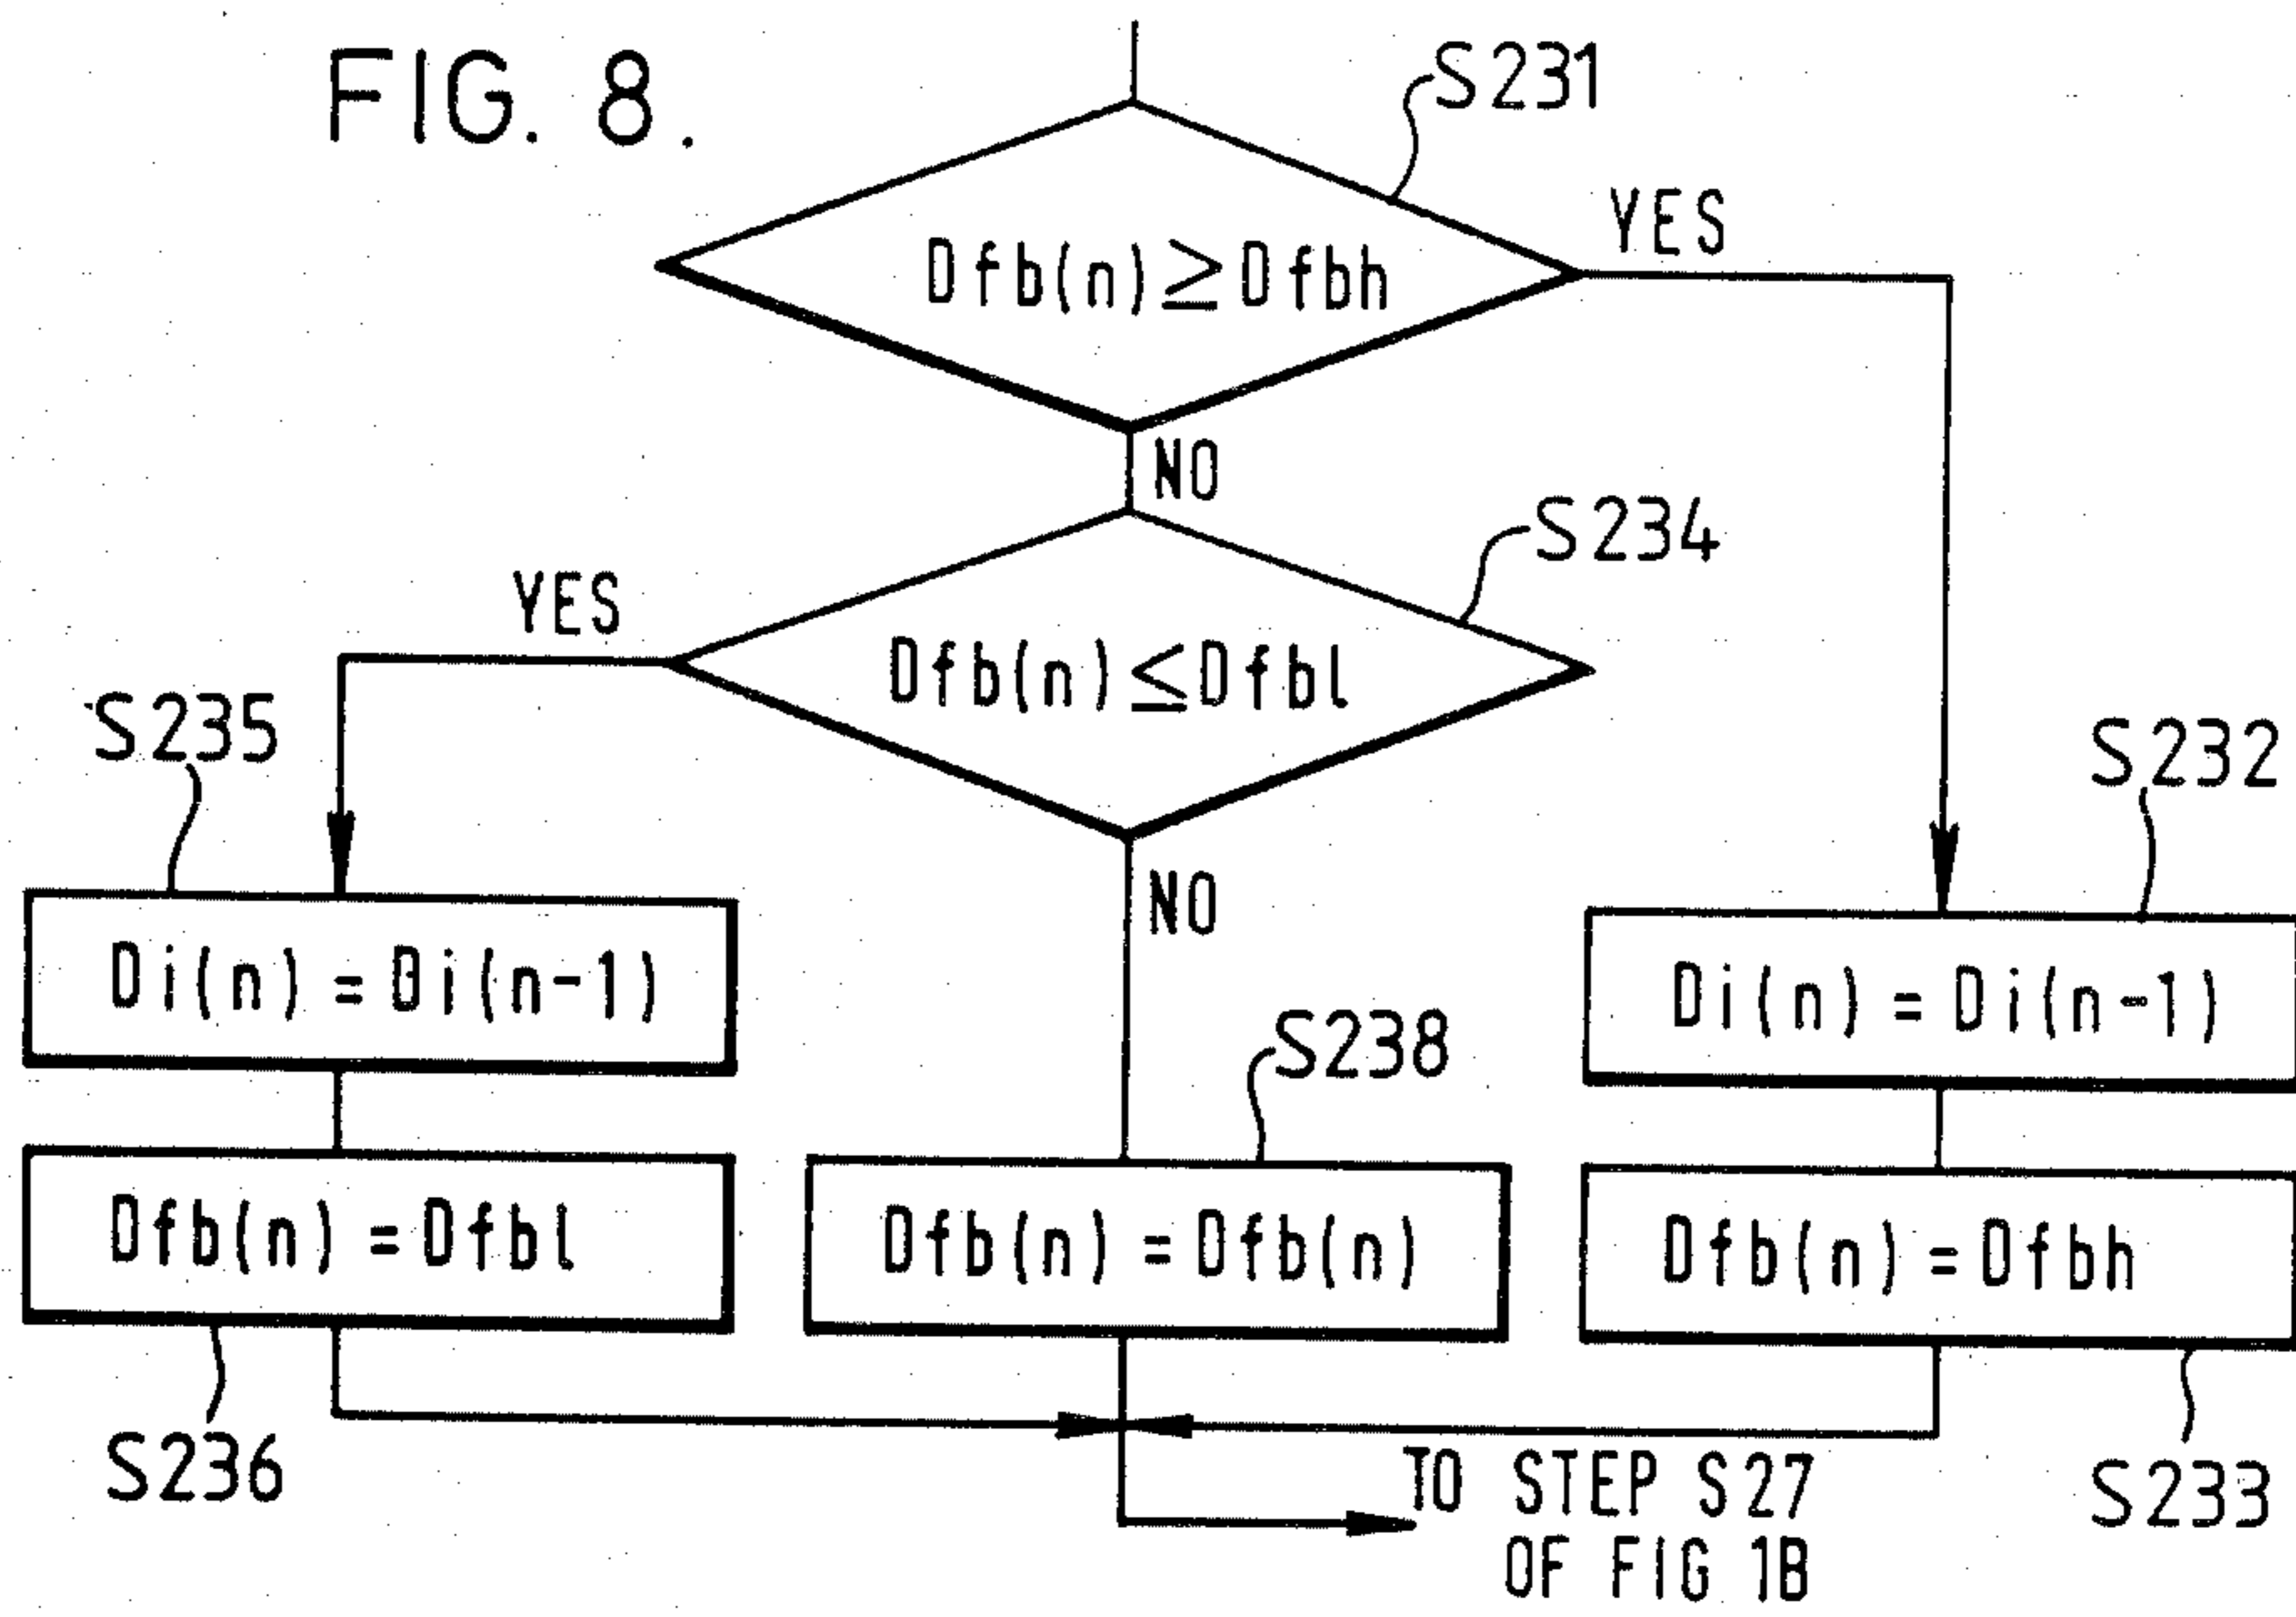 FIG. 8.
S231
Dfb(n) ≥ Dfbh
YES
NO
S234
YES
Dfb(n) ≤ Dfbl
S235
S232
NO
Di(n) = Di(n-1)
Di(n) = Di(n-1)
S238
Dfb(n) = Dfbl
Dfb(n) = Dfb(n)
Dfb(n) = Dfbh
S236
S233
TO STEP S27
OF FIG 1B